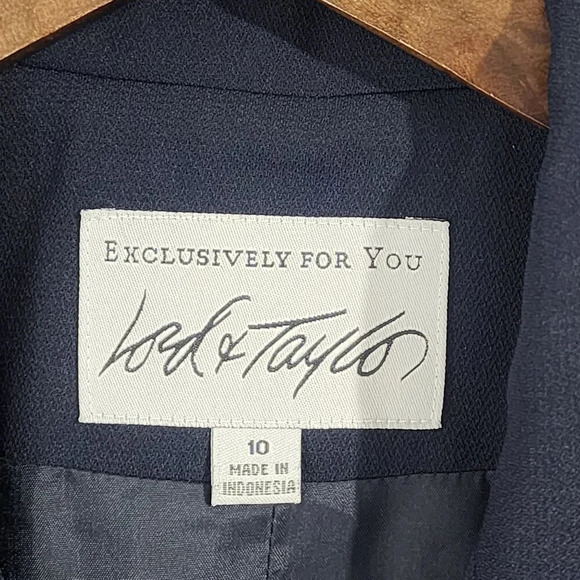 EXCLUSIVELY FOR YOU
Lord & Taylor
10
MADE IN
INDONESIA